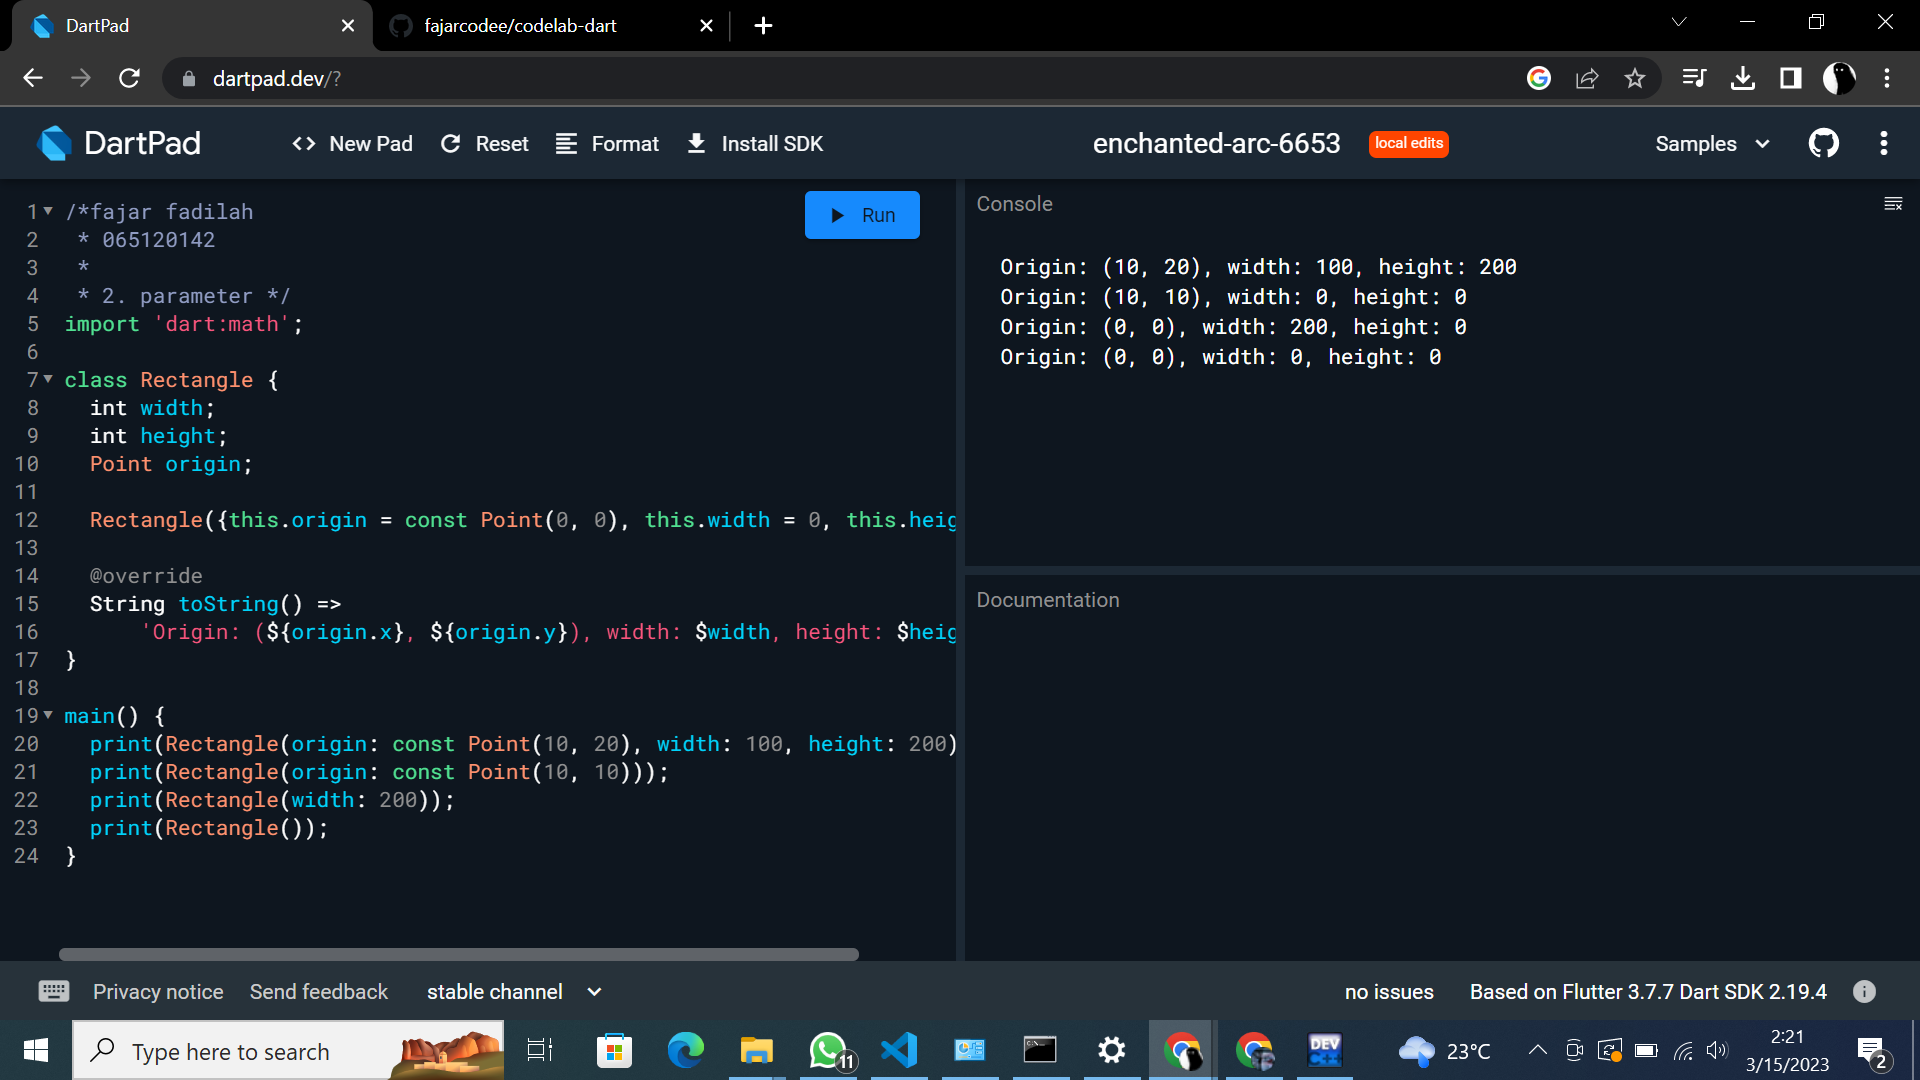 DartPad
fajarcodee/codelab-dart
dartpad.dev/?
DartPad
<> New Pad
Reset
Format
Install SDK
enchanted-arc-6653
local edits
Samples
1 /*fajar fadilah
2  * 065120142
3  *
4  * 2. parameter */
5 import 'dart:math';
6
7 class Rectangle {
8   int width;
9   int height;
10   Point origin;
11
12   Rectangle({this.origin = const Point(0, 0), this.width = 0, this.heig
13
14   @override
15   String toString() =>
16       'Origin: (${origin.x}, ${origin.y}), width: $width, height: $heig
17 }
18
19 main() {
20   print(Rectangle(origin: const Point(10, 20), width: 100, height: 200)
21   print(Rectangle(origin: const Point(10, 10)));
22   print(Rectangle(width: 200));
23   print(Rectangle());
24 }
Run
Console
Origin: (10, 20), width: 100, height: 200
Origin: (10, 10), width: 0, height: 0
Origin: (0, 0), width: 200, height: 0
Origin: (0, 0), width: 0, height: 0
Documentation
Privacy notice
Send feedback
stable channel
no issues
Based on Flutter 3.7.7 Dart SDK 2.19.4
Type here to search
11
DEV
C++
23°C
2:21
3/15/2023
2